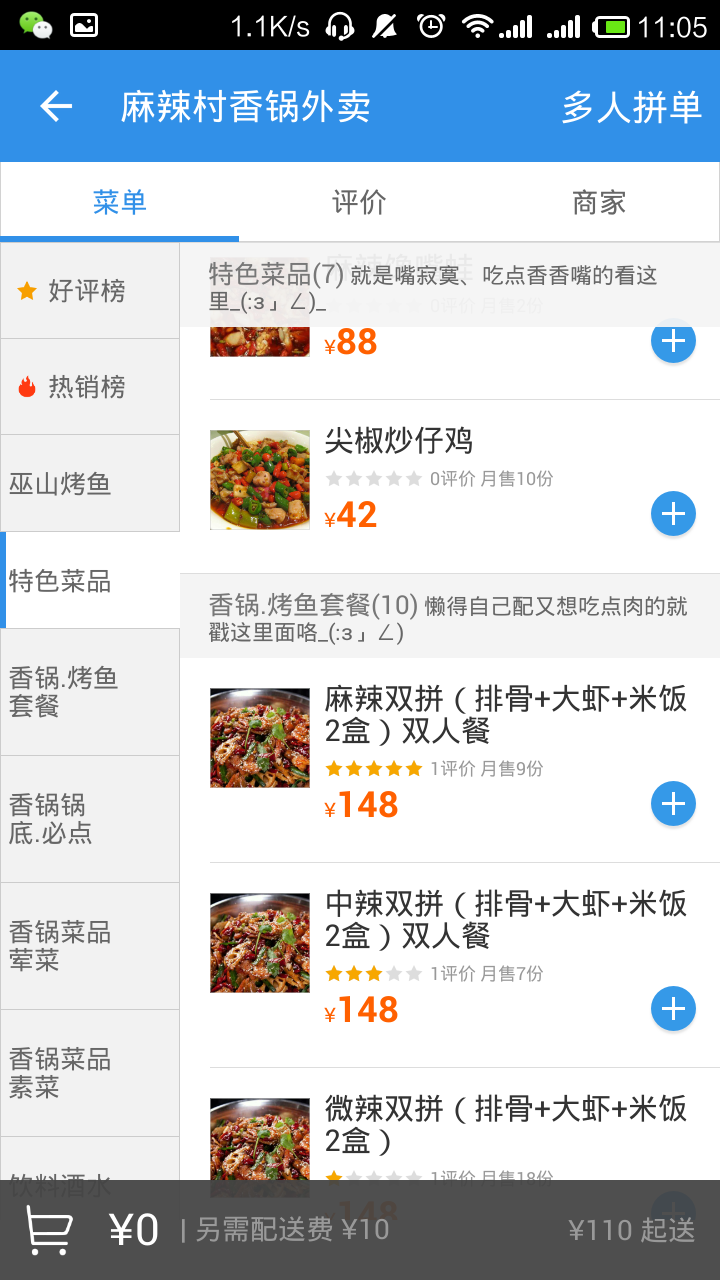 1.1K/s 11:05
麻辣村香锅外卖 多人拼单
菜单 评价 商家
好评榜
热销榜
巫山烤鱼
特色菜品
香锅.烤鱼
套餐
香锅锅
底.必点
香锅菜品
荤菜
香锅菜品
素菜
饮料酒水
特色菜品(7) 就是嘴寂寞、吃点香香嘴的看这
里_(:з」∠)_
0评价 月售2份
¥88
尖椒炒仔鸡
0评价 月售10份
¥42
香锅.烤鱼套餐(10) 懒得自己配又想吃点肉的就
戳这里面咯_(:з」∠)
麻辣双拼（排骨+大虾+米饭
2盒）双人餐
1评价 月售9份
¥148
中辣双拼（排骨+大虾+米饭
2盒）双人餐
1评价 月售7份
¥148
微辣双拼（排骨+大虾+米饭
2盒）
1评价 月售18份
148
¥0 | 另需配送费 ¥10 ¥110 起送